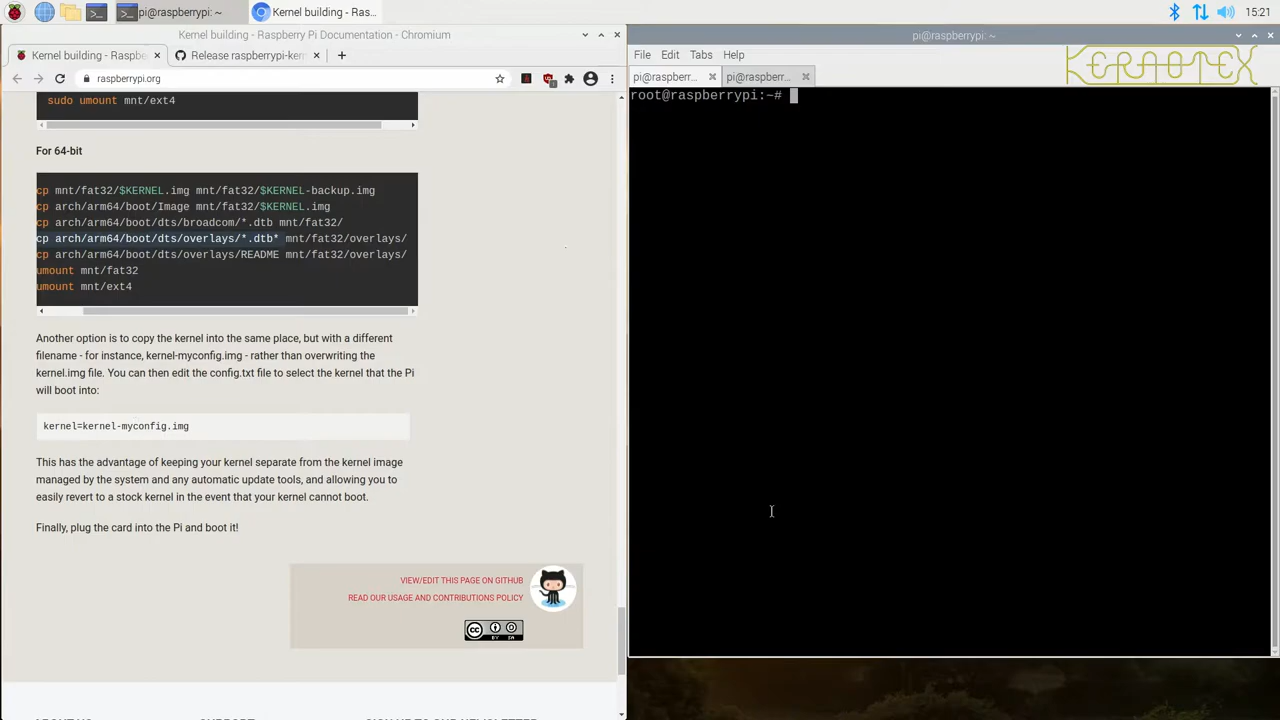 pi@raspberrypi: ~
Kernel building - Ras...
15:21
Kernel building - Raspberry Pi Documentation - Chromium
Kernel building - Raspbe
Release raspberrypi-kern
raspberrypi.org
sudo umount mnt/ext4
For 64-bit
cp mnt/fat32/$KERNEL.img mnt/fat32/$KERNEL-backup.img
cp arch/arm64/boot/Image mnt/fat32/$KERNEL.img
cp arch/arm64/boot/dts/broadcom/*.dtb mnt/fat32/
cp arch/arm64/boot/dts/overlays/*.dtb* mnt/fat32/overlays/
cp arch/arm64/boot/dts/overlays/README mnt/fat32/overlays/
umount mnt/fat32
umount mnt/ext4
Another option is to copy the kernel into the same place, but with a different
filename - for instance, kernel-myconfig.img - rather than overwriting the
kernel.img file. You can then edit the config.txt file to select the kernel that the Pi
will boot into:
kernel=kernel-myconfig.img
This has the advantage of keeping your kernel separate from the kernel image
managed by the system and any automatic update tools, and allowing you to
easily revert to a stock kernel in the event that your kernel cannot boot.
Finally, plug the card into the Pi and boot it!
VIEW/EDIT THIS PAGE ON GITHUB
READ OUR USAGE AND CONTRIBUTIONS POLICY
CC BY SA
pi@raspberrypi: ~
File Edit Tabs Help
KERAOTEX
pi@raspberr...
pi@raspberr...
root@raspberrypi:~#